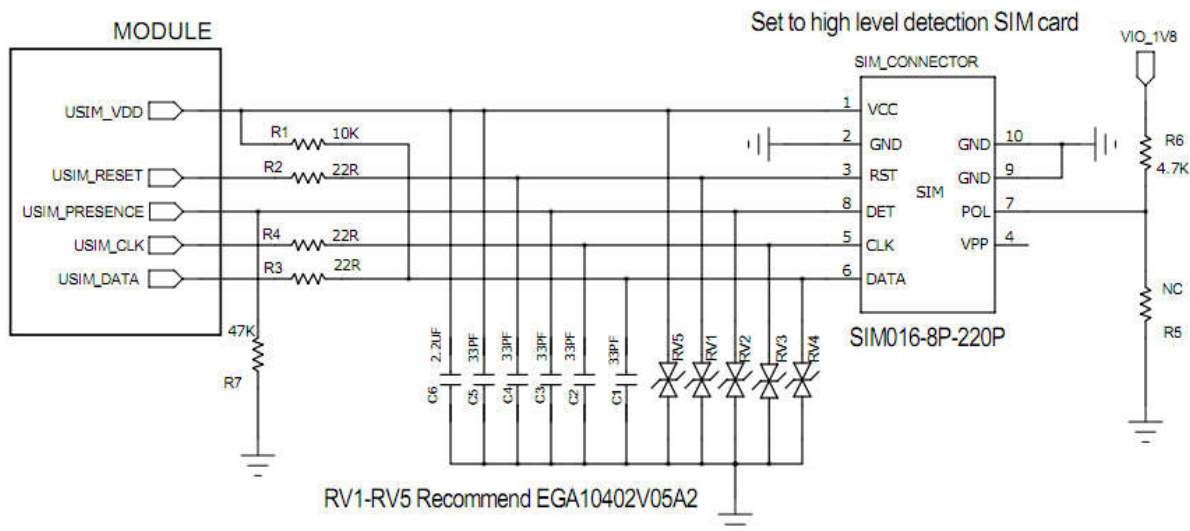 Set to high level detection SIM card
MODULE
VIO_1V8
SIM_CONNECTOR
USIM_VDD
1 VCC
R1 10K
2 GND
GND 10
R6
4.7K
USIM_RESET
R2 22R
3 RST
GND 9
SIM
USIM_PRESENCE
8 DET
POL 7
USIM_CLK
R4 22R
5 CLK
VPP 4
USIM_DATA
R3 22R
6 DATA
NC
R5
SIM016-8P-220P
47K
R7
2.2UF
C6
33PF
C5
33PF
C4
33PF
C3
33PF
C2
33PF
C1
RV5
RV1
RV2
RV3
RV4
RV1-RV5 Recommend EGA10402V05A2